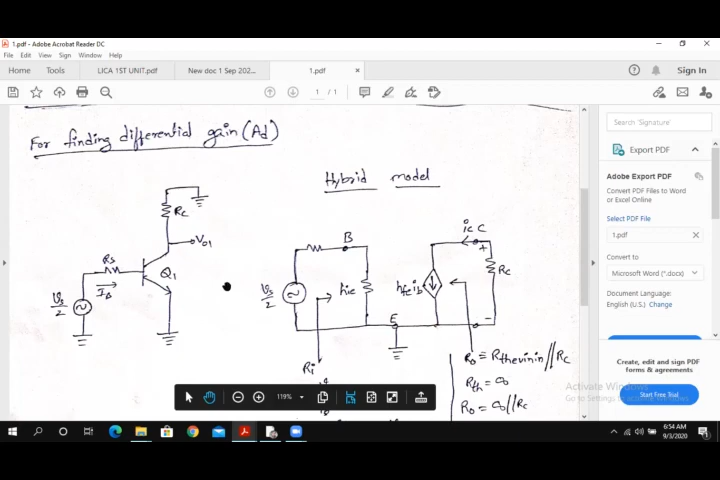 1.pdf - Adobe Acrobat Reader DC
File Edit View Sign Window Help
Home Tools LICA 1ST UNIT.pdf New doc 1 Sep 202... 1.pdf × Sign In
1 / 1
For finding differential gain (Ad)
Hybrid model
Rc
Vo1
Rs
Q1
IB
Vs/2
B
Vs/2
hie
Ri
E
hfeib
ic C
+
Rc
-
Ro = Rthevinin // Rc
Rth = ∞
Ro = ∞ // Rc
119%
Search 'Signature'
Export PDF
Adobe Export PDF
Convert PDF Files to Word
or Excel Online
Select PDF File
1.pdf ×
Convert to
Microsoft Word (*.docx)
Document Language:
English (U.S.) Change
Create, edit and sign PDF
forms & agreements
Start Free Trial
Activate Windows
Go to Settings
6:54 AM
9/3/2020